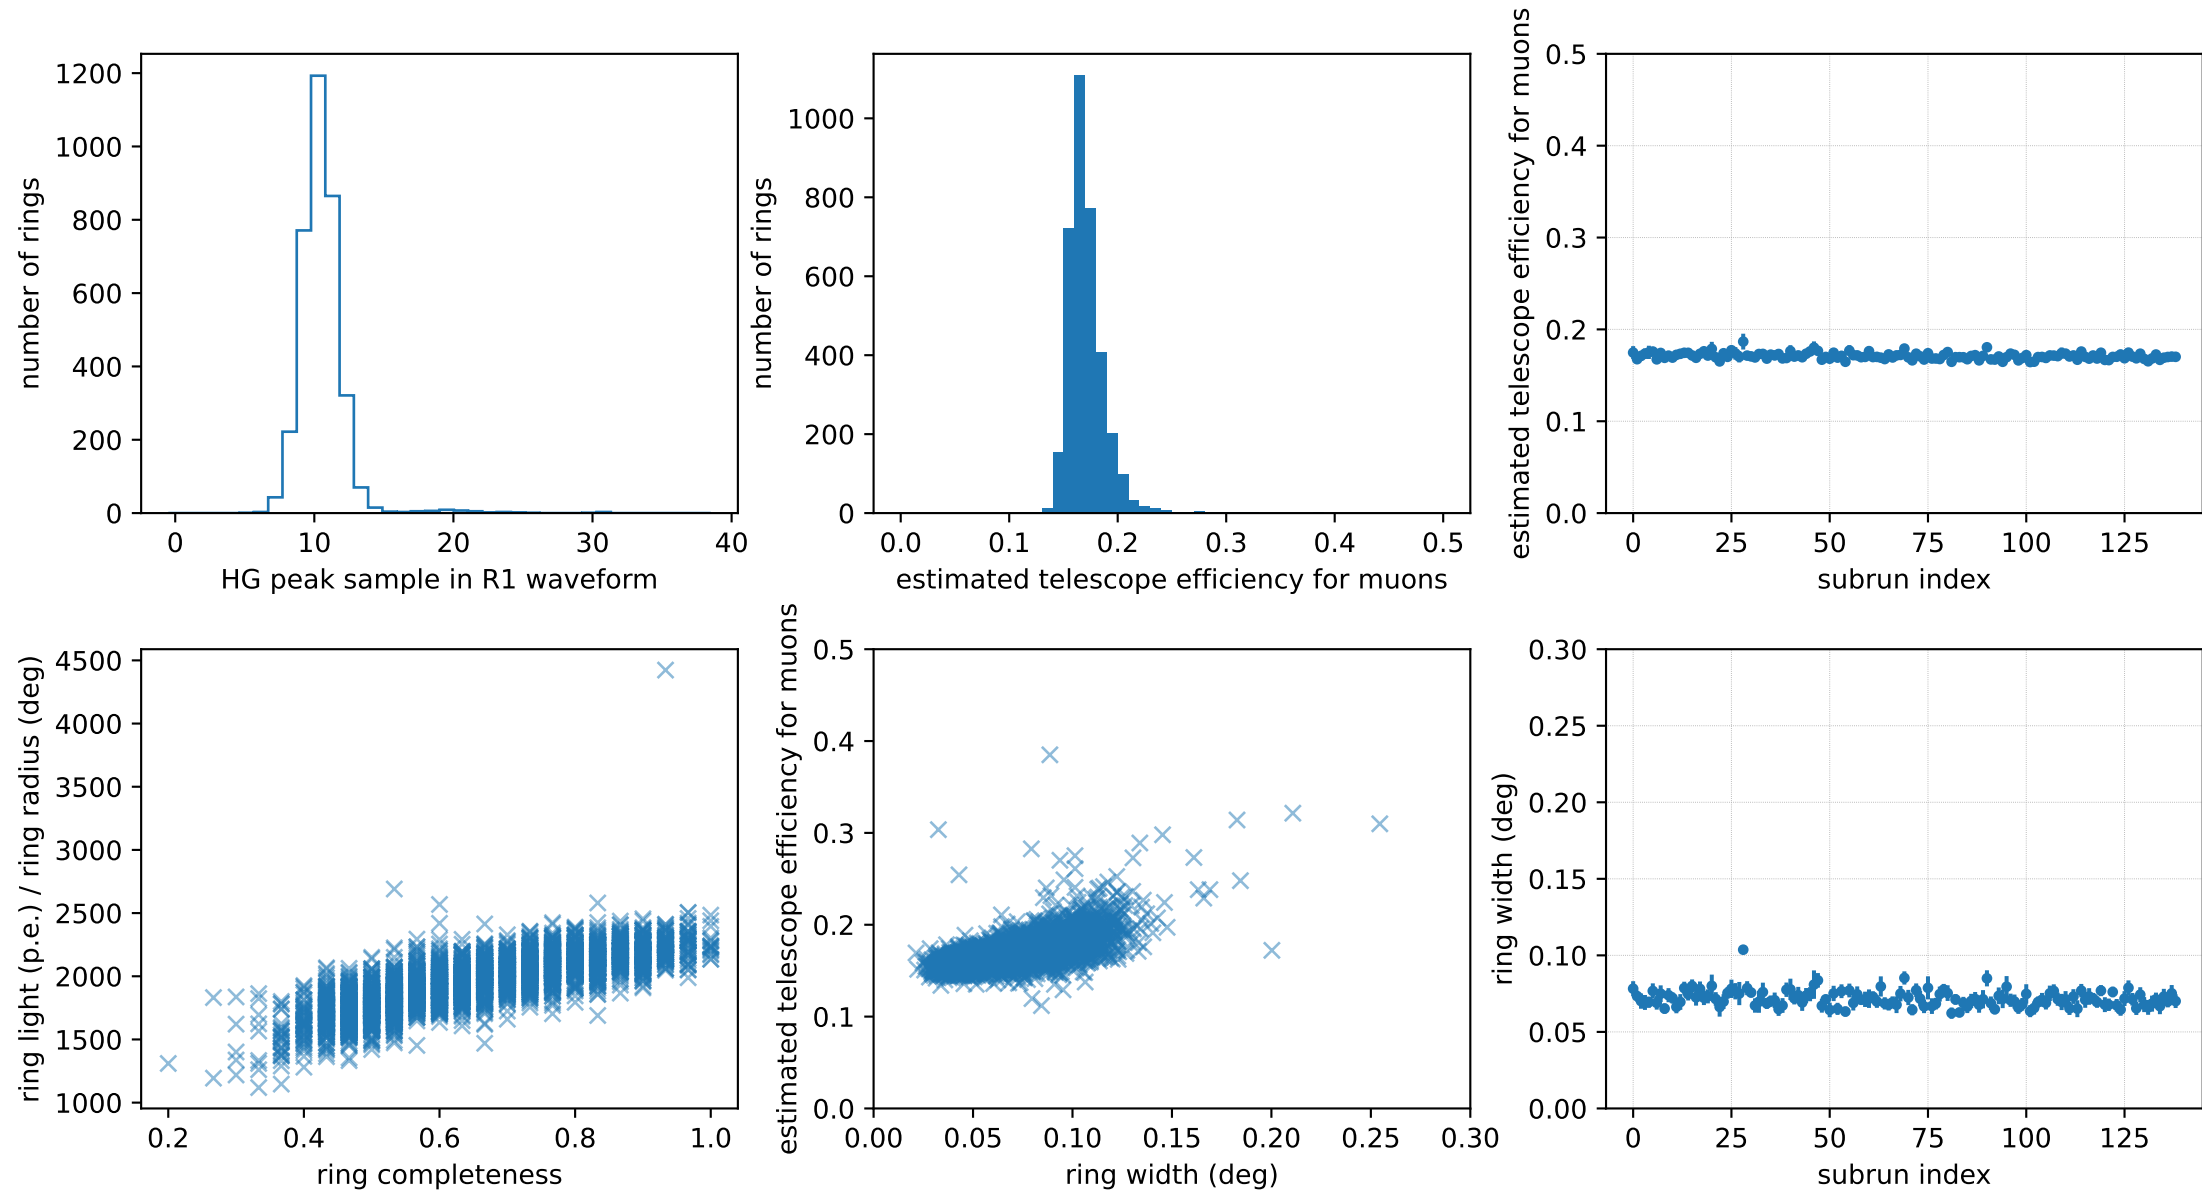 number of rings
1200
1000
800
600
400
200
0
0 10 20 30 40
HG peak sample in R1 waveform
number of rings
1000
800
600
400
200
0
0.0 0.1 0.2 0.3 0.4 0.5
estimated telescope efficiency for muons
estimated telescope efficiency for muons
0.5
0.4
0.3
0.2
0.1
0.0
0 25 50 75 100 125
subrun index
ring light (p.e.) / ring radius (deg)
4500
4000
3500
3000
2500
2000
1500
1000
0.2 0.4 0.6 0.8 1.0
ring completeness
estimated telescope efficiency for muons
0.5
0.4
0.3
0.2
0.1
0.0
0.00 0.05 0.10 0.15 0.20 0.25 0.30
ring width (deg)
ring width (deg)
0.30
0.25
0.20
0.15
0.10
0.05
0.00
0 25 50 75 100 125
subrun index